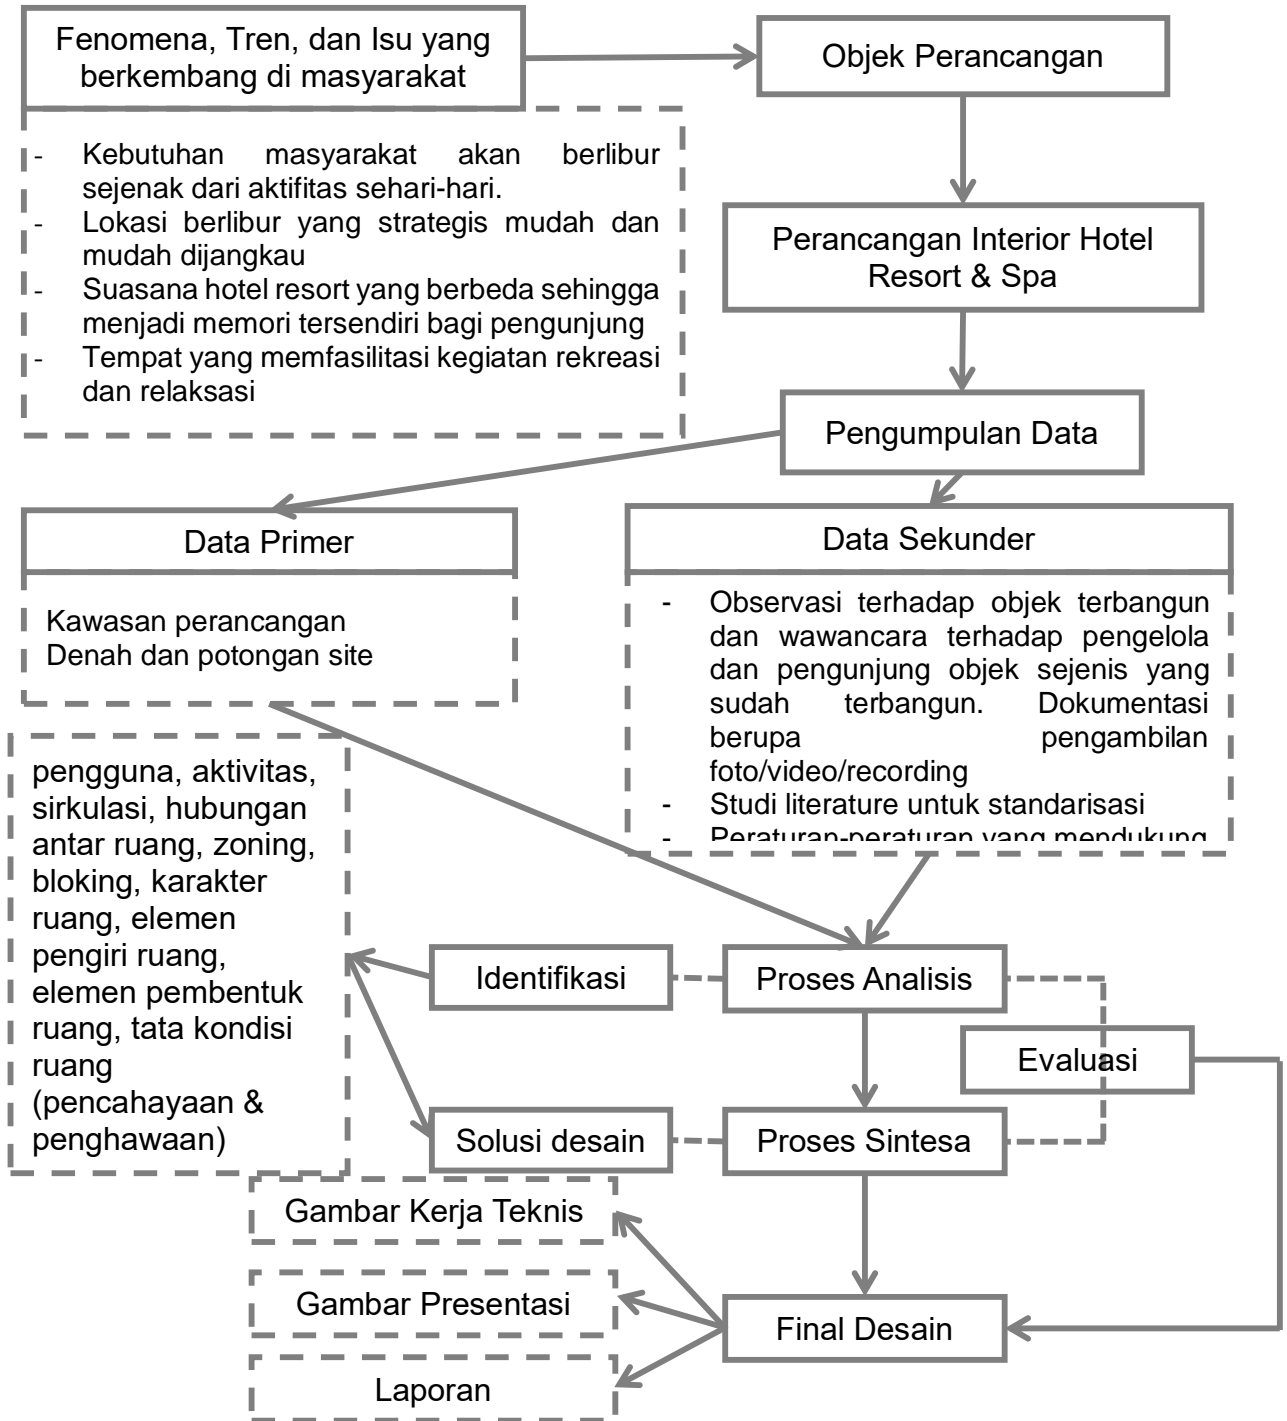 Fenomena, Tren, dan Isu yang
berkembang di masyarakat
Objek Perancangan
- Kebutuhan masyarakat akan berlibur
sejenak dari aktifitas sehari-hari.
- Lokasi berlibur yang strategis mudah dan
mudah dijangkau
- Suasana hotel resort yang berbeda sehingga
menjadi memori tersendiri bagi pengunjung
- Tempat yang memfasilitasi kegiatan rekreasi
dan relaksasi
Perancangan Interior Hotel
Resort & Spa
Pengumpulan Data
Data Primer
Kawasan perancangan
Denah dan potongan site
Data Sekunder
- Observasi terhadap objek terbangun
dan wawancara terhadap pengelola
dan pengunjung objek sejenis yang
sudah terbangun. Dokumentasi
berupa pengambilan
foto/video/recording
- Studi literature untuk standarisasi
- Peraturan-peraturan yang mendukung
pengguna, aktivitas,
sirkulasi, hubungan
antar ruang, zoning,
bloking, karakter
ruang, elemen
pengiri ruang,
elemen pembentuk
ruang, tata kondisi
ruang
(pencahayaan &
penghawaan)
Identifikasi
Proses Analisis
Evaluasi
Solusi desain
Proses Sintesa
Gambar Kerja Teknis
Gambar Presentasi
Final Desain
Laporan